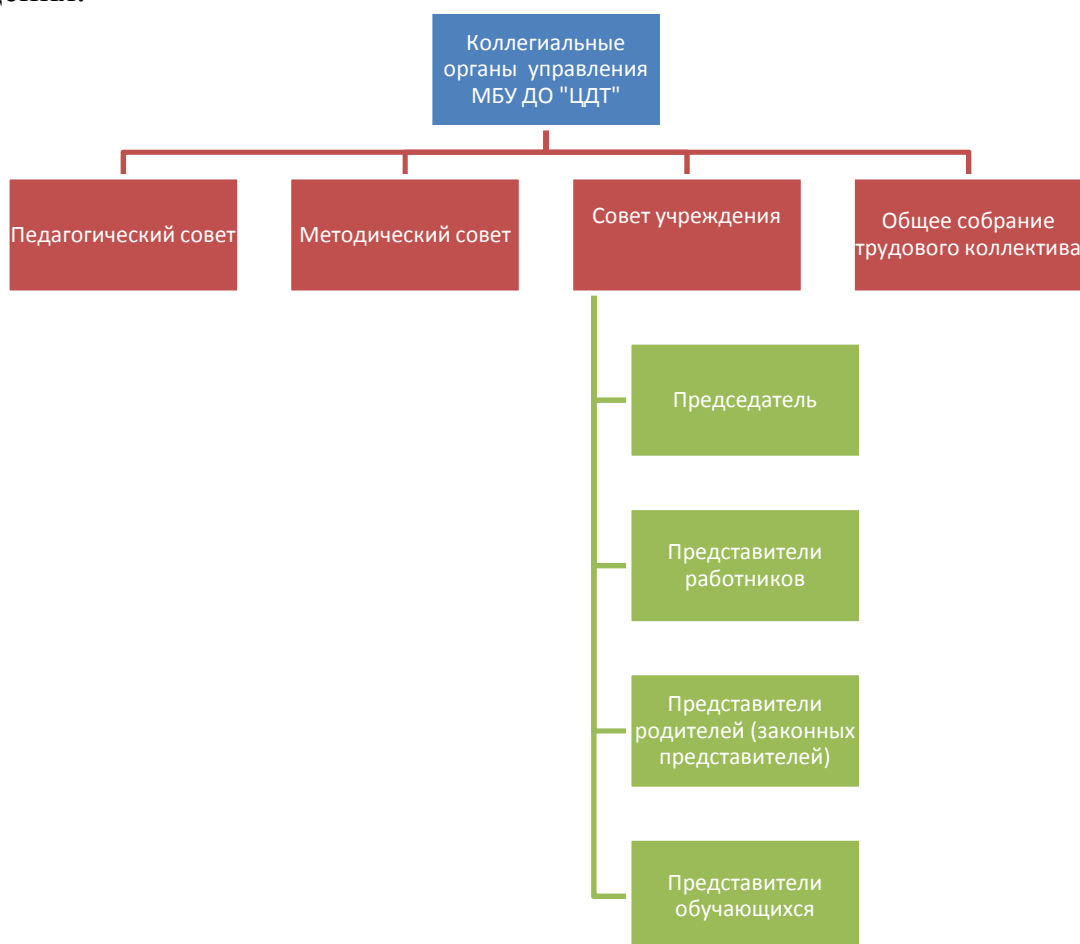 Коллегиальные
органы управления
МБУ ДО "ЦДТ"
Педагогический совет
Методический совет
Совет учреждения
Общее собрание
трудового коллектива
Председатель
Представители
работников
Представители
родителей (законных
представителей)
Представители
обучающихся